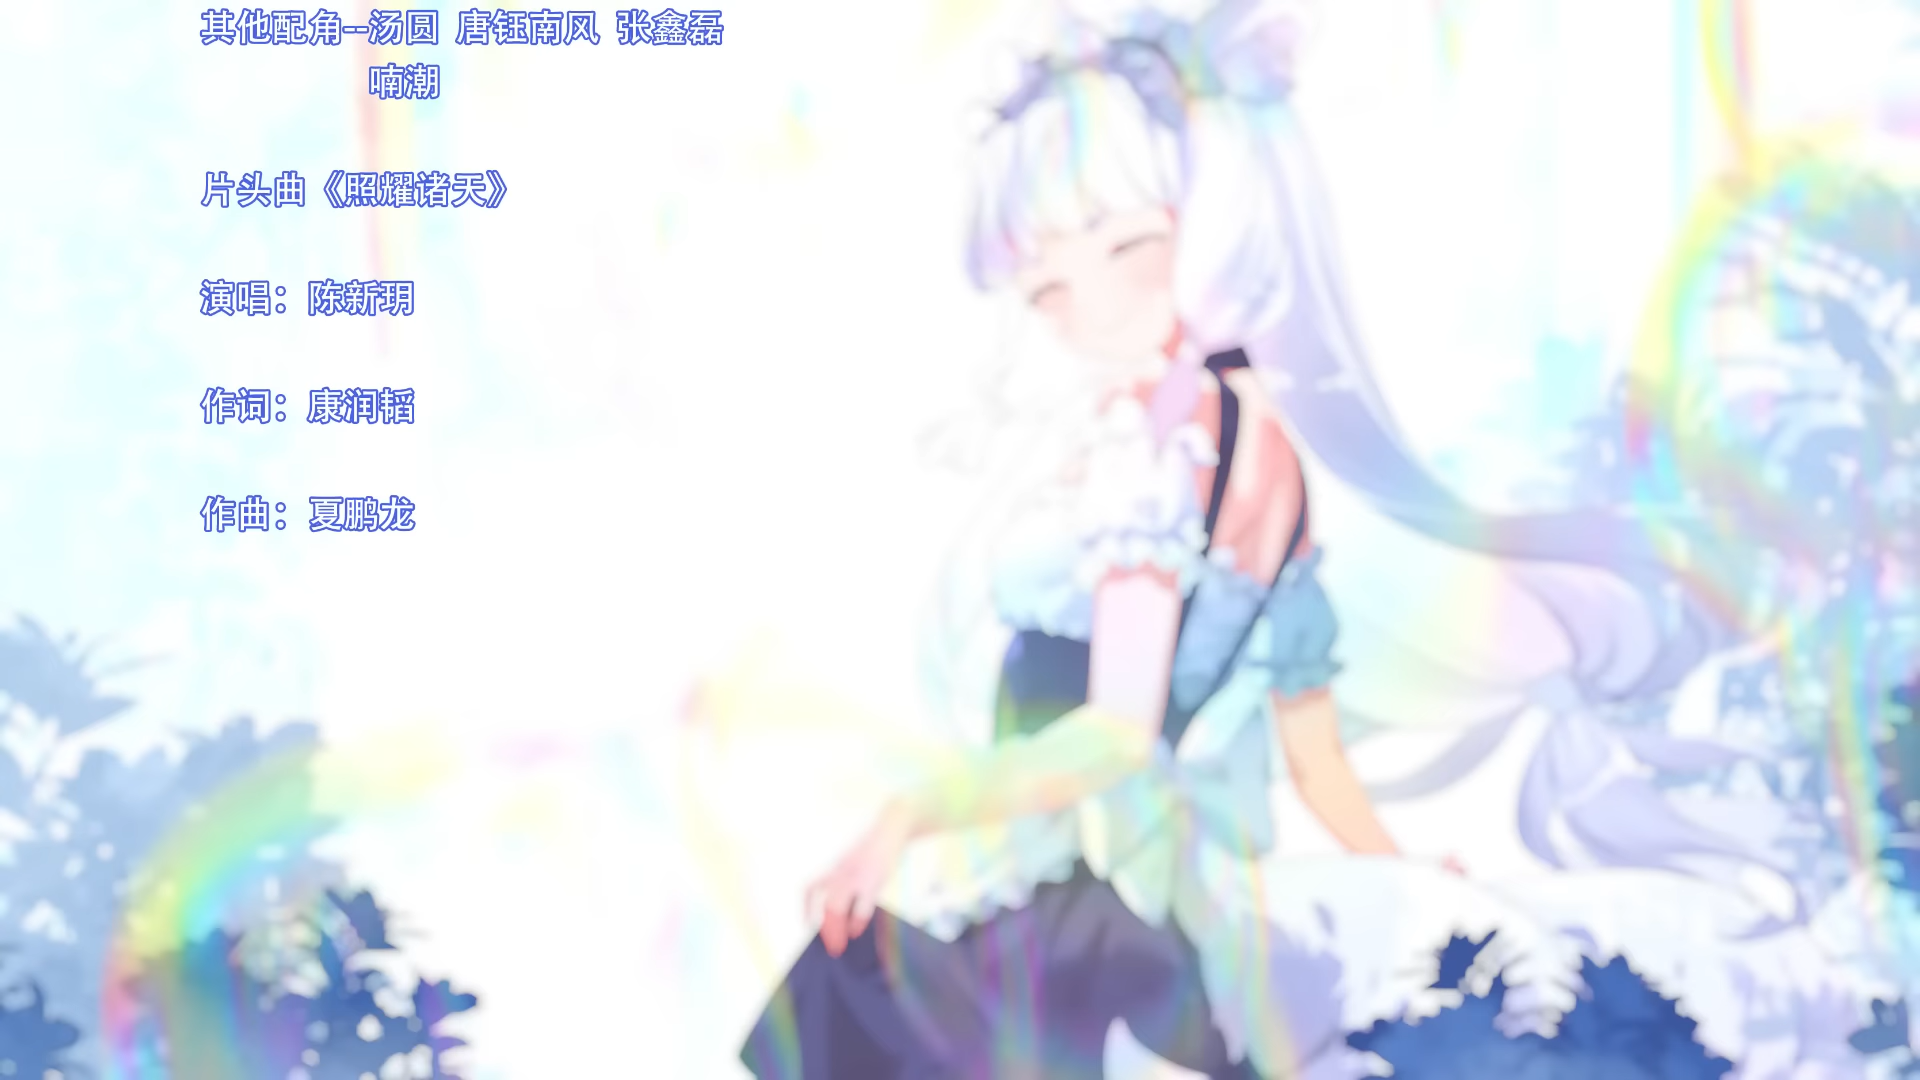 其他配角--汤圆 唐钰南风 张鑫磊
喃潮
片头曲《照耀诸天》
演唱：陈新玥
作词：康润韬
作曲：夏鹏龙